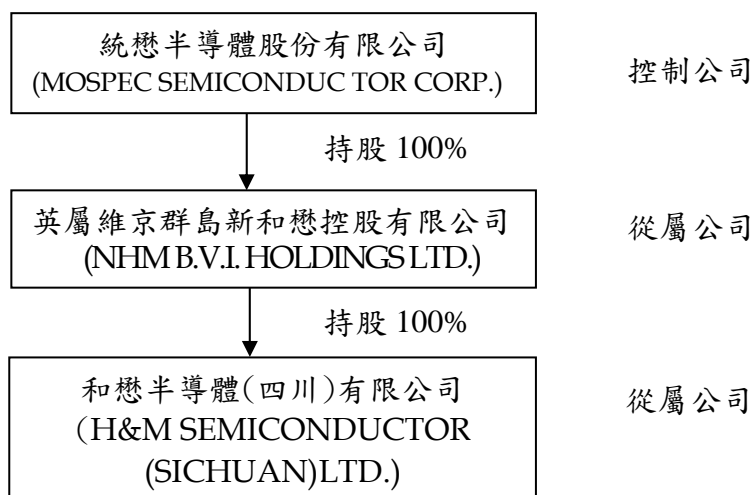 統懋半導體股份有限公司
(MOSPEC SEMICONDUC TOR CORP.)
控制公司
持股 100%
英屬維京群島新和懋控股有限公司
(NHM B.V.I. HOLDINGS LTD.)
從屬公司
持股 100%
和懋半導體(四川)有限公司
(H&M SEMICONDUCTOR
(SICHUAN)LTD.)
從屬公司